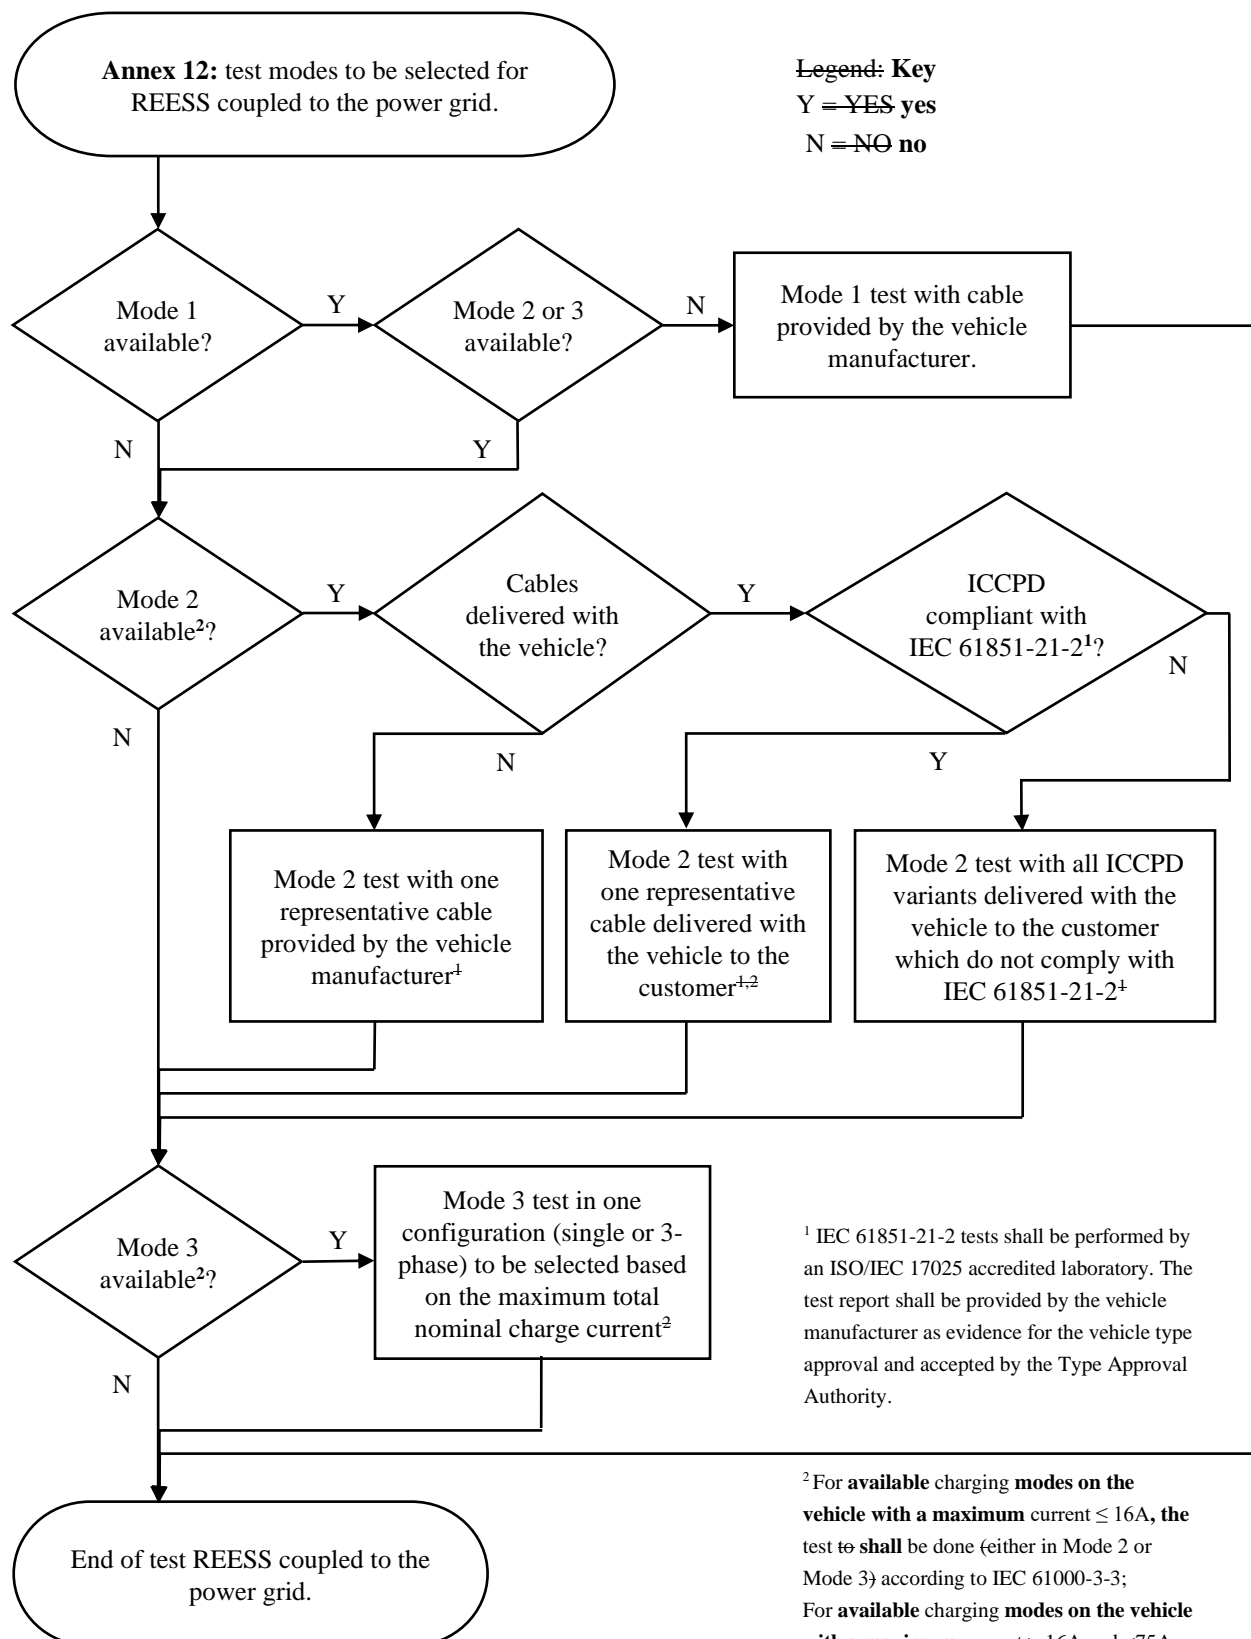 Annex 12: test modes to be selected for
REESS coupled to the power grid.
Legend: Key
Y = YES yes
N = NO no
Mode 1
available?
Y
Mode 2 or 3
available?
N
Mode 1 test with cable
provided by the vehicle
manufacturer.
N
Y
Mode 2
available²?
Y
Cables
delivered with
the vehicle?
Y
ICCPD
compliant with
IEC 61851-21-2¹?
N
N
N
Y
Mode 2 test with one
representative cable
provided by the vehicle
manufacturer¹
Mode 2 test with
one representative
cable delivered with
the vehicle to the
customer¹,²
Mode 2 test with all ICCPD
variants delivered with the
vehicle to the customer
which do not comply with
IEC 61851-21-2¹
Mode 3
available²?
Y
Mode 3 test in one
configuration (single or 3-
phase) to be selected based
on the maximum total
nominal charge current²
N
¹ IEC 61851-21-2 tests shall be performed by
an ISO/IEC 17025 accredited laboratory. The
test report shall be provided by the vehicle
manufacturer as evidence for the vehicle type
approval and accepted by the Type Approval
Authority.
End of test REESS coupled to the
power grid.
² For available charging modes on the
vehicle with a maximum current ≤ 16A, the
test to shall be done (either in Mode 2 or
Mode 3) according to IEC 61000-3-3;
For available charging modes on the vehicle
with a maximum current > 16A and ≤75A